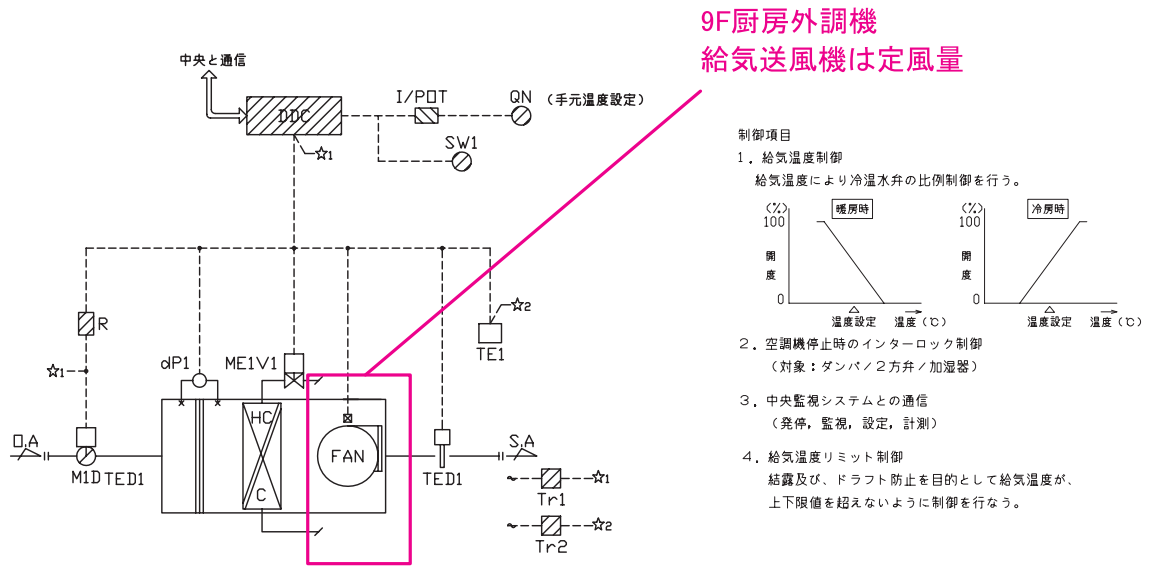 9F厨房外調機
給気送風機は定風量
中央と通信
DDC
I/POT
QN
(手元温度設定)
SW1
☆1
R
☆2
TE1
dP1
ME1V1
☆1
HC
C
FAN
O.A
M1D
TED1
TED1
S.A
~
☆1
Tr1
~
☆2
Tr2
制御項目
1．給気温度制御
給気温度により冷温水弁の比例制御を行う。
(%)
暖房時
100
開
度
0
温度設定
温度(℃)
(%)
冷房時
100
開
度
0
温度設定
温度(℃)
2．空調機停止時のインターロック制御
(対象：ダンパ/2方弁/加湿器)
3．中央監視システムとの通信
(発停，監視，設定，計測)
4．給気温度リミット制御
結露及び、ドラフト防止を目的として給気温度が、
上下限値を超えないように制御を行なう。